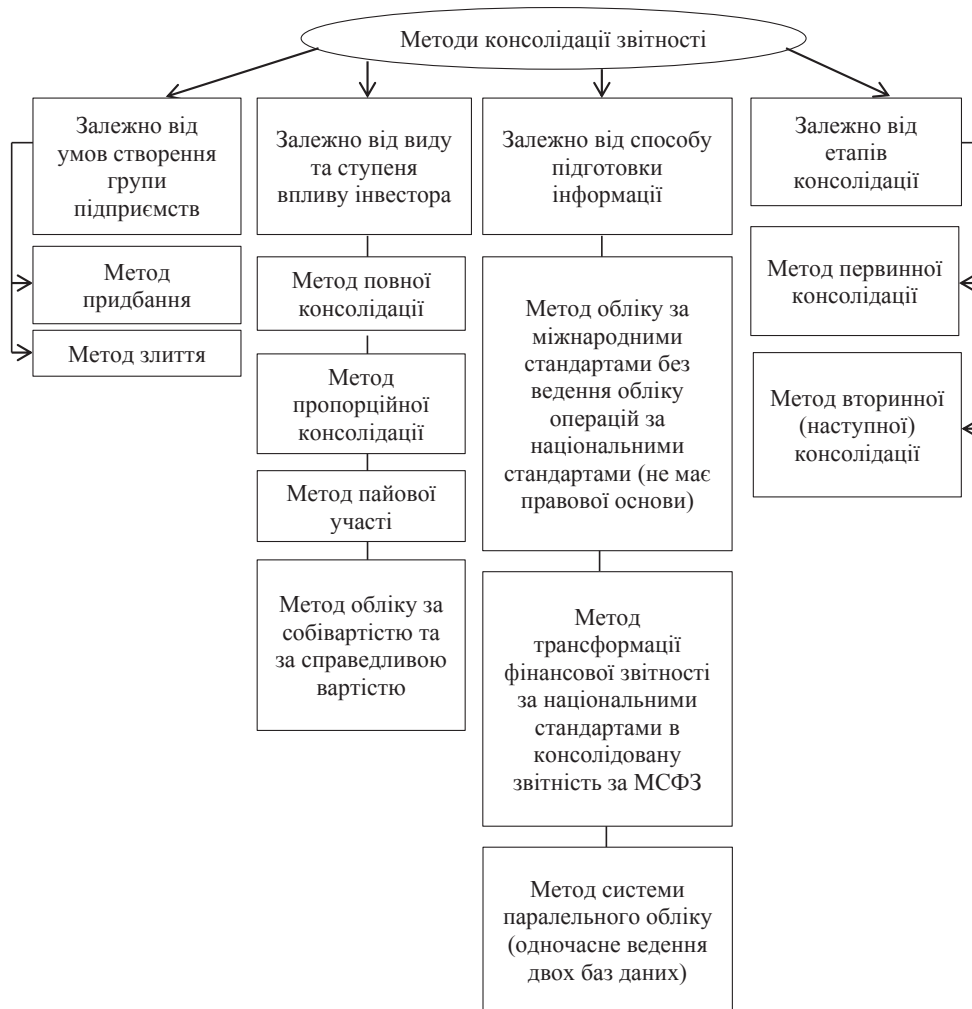 Методи консолідації звітності
Залежно від
умов створення
групи
підприємств
Метод
придбання
Метод злиття
Залежно від виду
та ступеня
впливу інвестора
Метод повної
консолідації
Метод
пропорційної
консолідації
Метод пайової
участі
Метод обліку за
собівартістю та
за справедливою
вартістю
Залежно від способу
підготовки
інформації
Метод обліку за
міжнародними
стандартами без
ведення обліку
операцій за
національними
стандартами (не має
правової основи)
Метод
трансформації
фінансової звітності
за національними
стандартами в
консолідовану
звітність за МСФЗ
Метод системи
паралельного обліку
(одночасне ведення
двох баз даних)
Залежно від
етапів
консолідації
Метод первинної
консолідації
Метод вторинної
(наступної)
консолідації